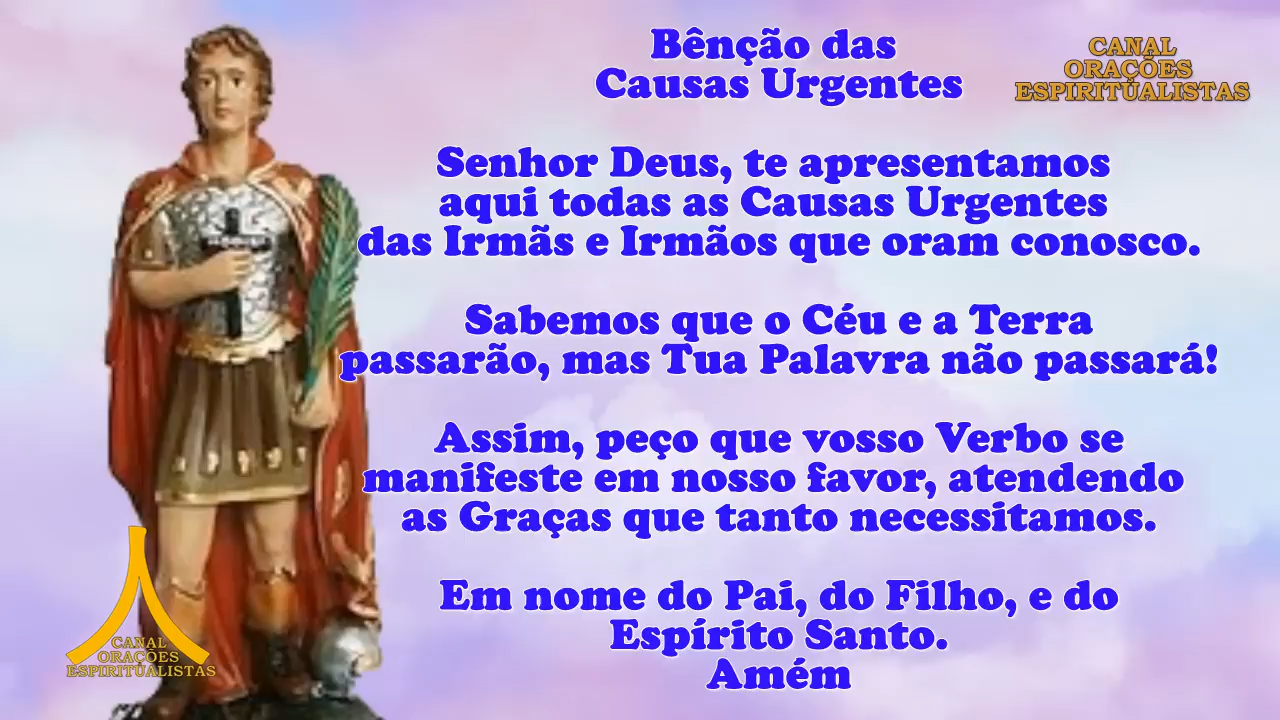 Bênção das
Causas Urgentes
CANAL
ORAÇÕES
ESPIRITUALISTAS
Senhor Deus, te apresentamos
aqui todas as Causas Urgentes
das Irmãs e Irmãos que oram conosco.
Sabemos que o Céu e a Terra
passarão, mas Tua Palavra não passará!
Assim, peço que vosso Verbo se
manifeste em nosso favor, atendendo
as Graças que tanto necessitamos.
Em nome do Pai, do Filho, e do
Espírito Santo.
Amém
CANAL
ORAÇÕES
ESPIRITUALISTAS